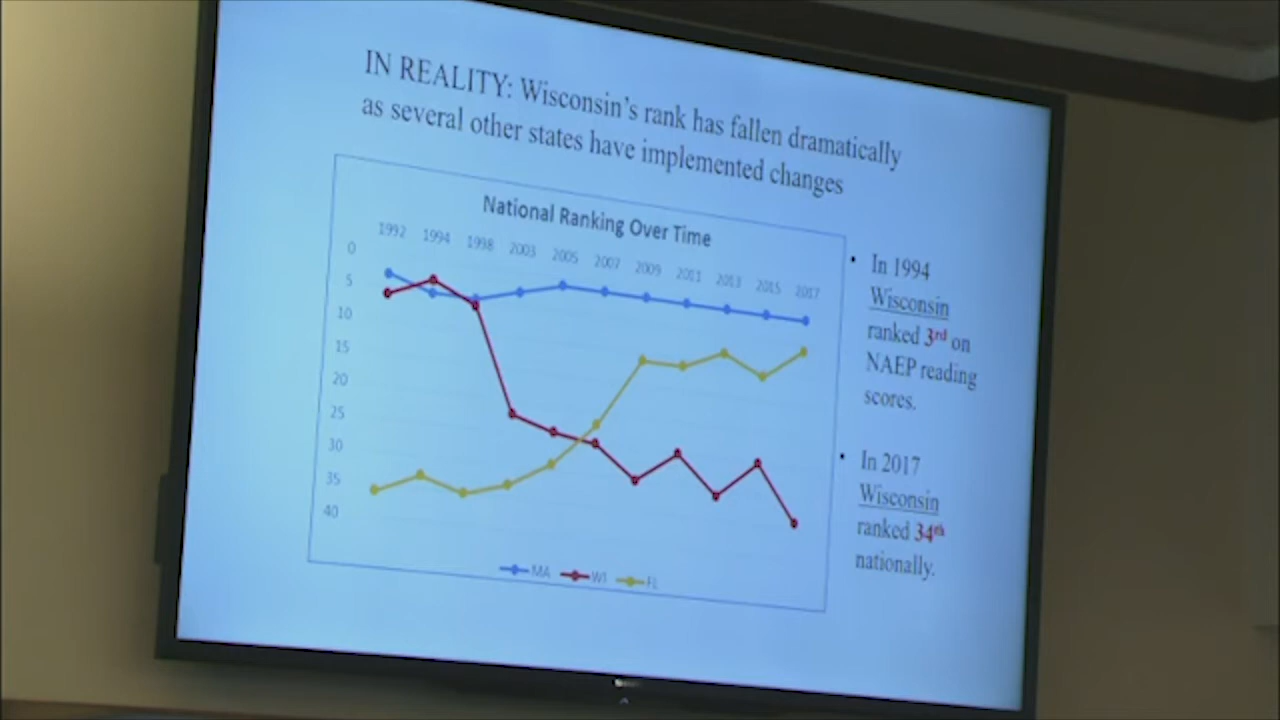 IN REALITY: Wisconsin's rank has fallen dramatically
as several other states have implemented changes
National Ranking Over Time
1992 1994 1998 2003 2005 2007 2009 2011 2013 2015 2017
0
5
10
15
20
25
30
35
40
MA WI FL
• In 1994
Wisconsin
ranked 3rd on
NAEP reading
scores.
• In 2017
Wisconsin
ranked 34th
nationally.